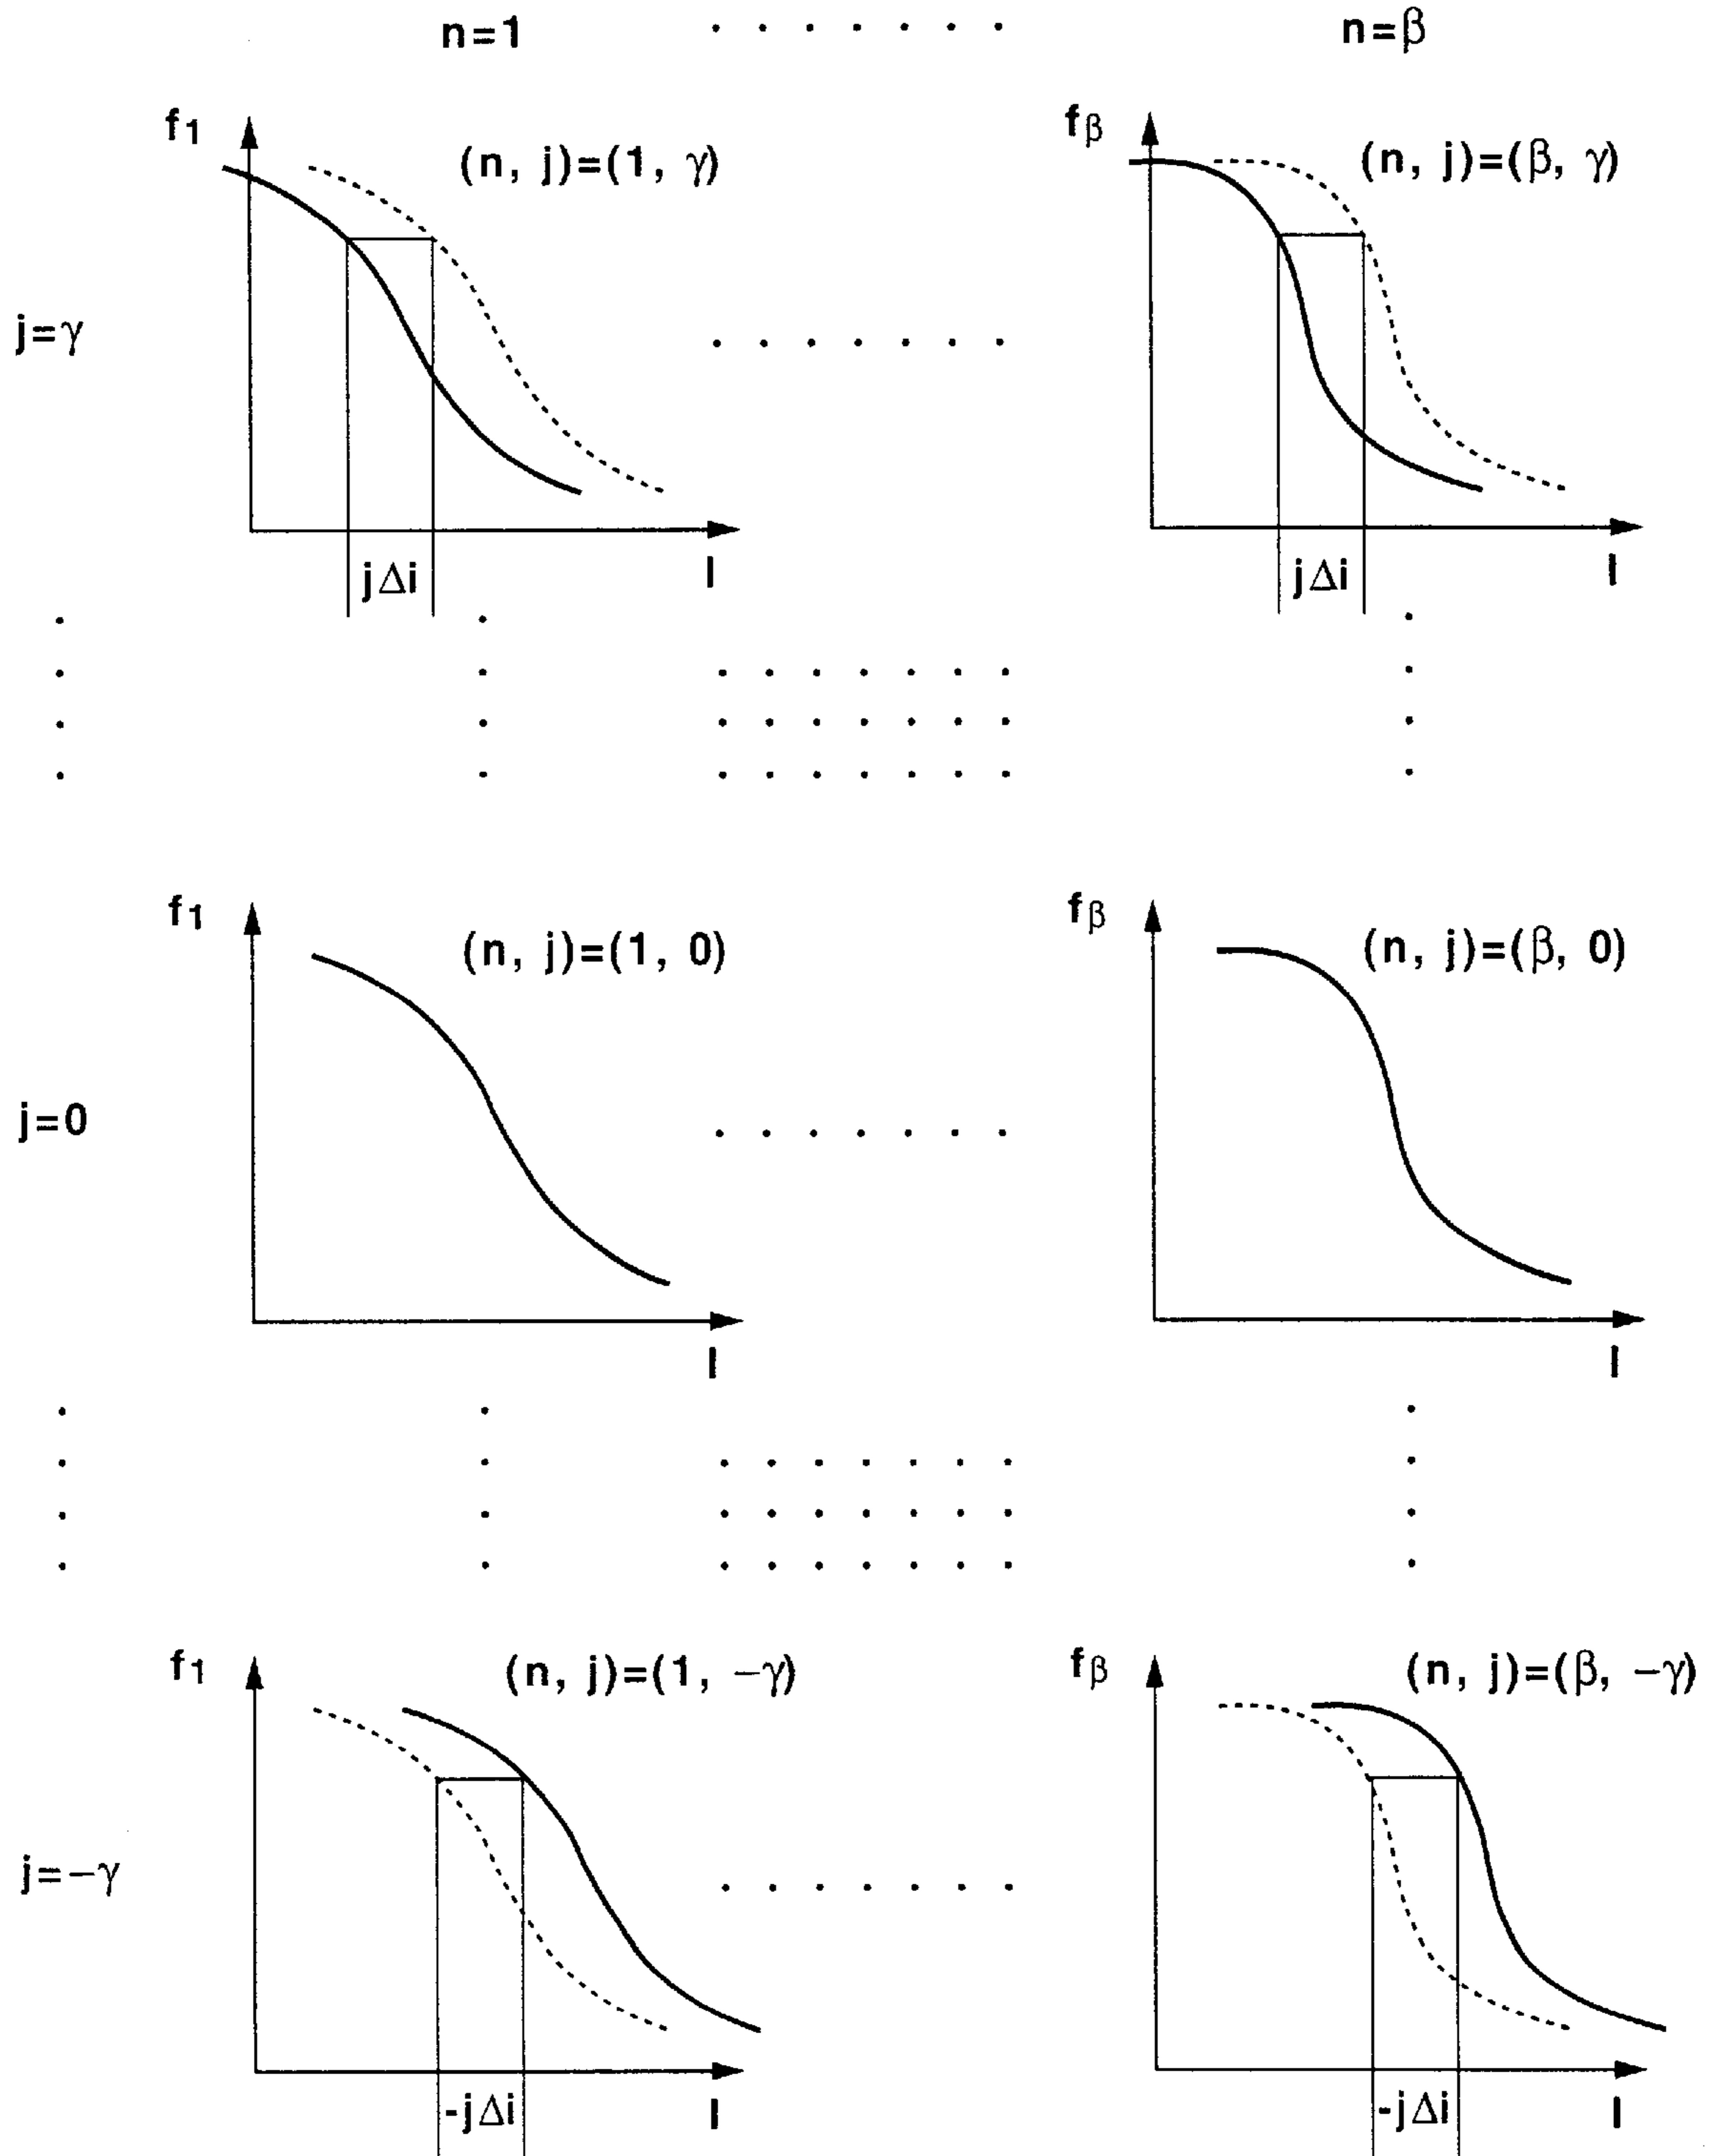 n=1 . . . . . . . n=β
f₁ (n, j)=(1, γ) fβ (n, j)=(β, γ)
j=γ . . . . . . .
jΔi I jΔi I
f₁ (n, j)=(1, 0) fβ (n, j)=(β, 0)
j=0 . . . . . . .
I I
f₁ (n, j)=(1, −γ) fβ (n, j)=(β, −γ)
j=−γ . . . . . . .
-jΔi I -jΔi I